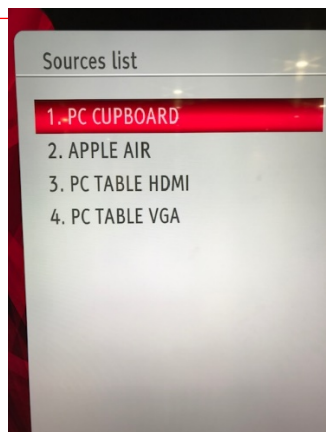 Sources list
1. PC CUPBOARD
2. APPLE AIR
3. PC TABLE HDMI
4. PC TABLE VGA